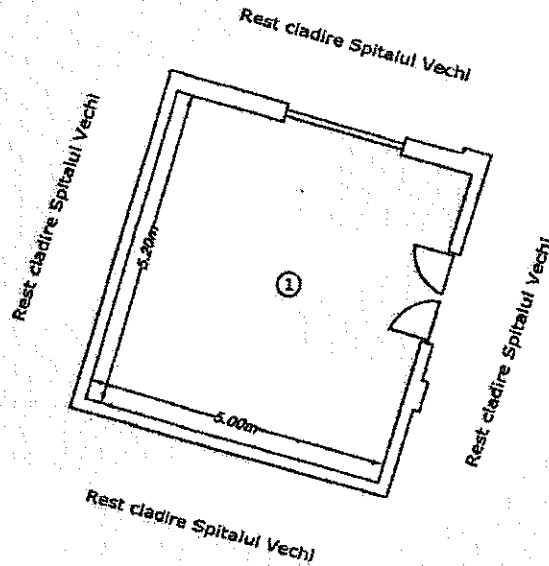 Rest cladire Spitalul Vechi
Rest cladire Spitalul Vechi
5.20m
1
Rest cladire Spitalul Vechi
5.00m
Rest cladire Spitalul Vechi